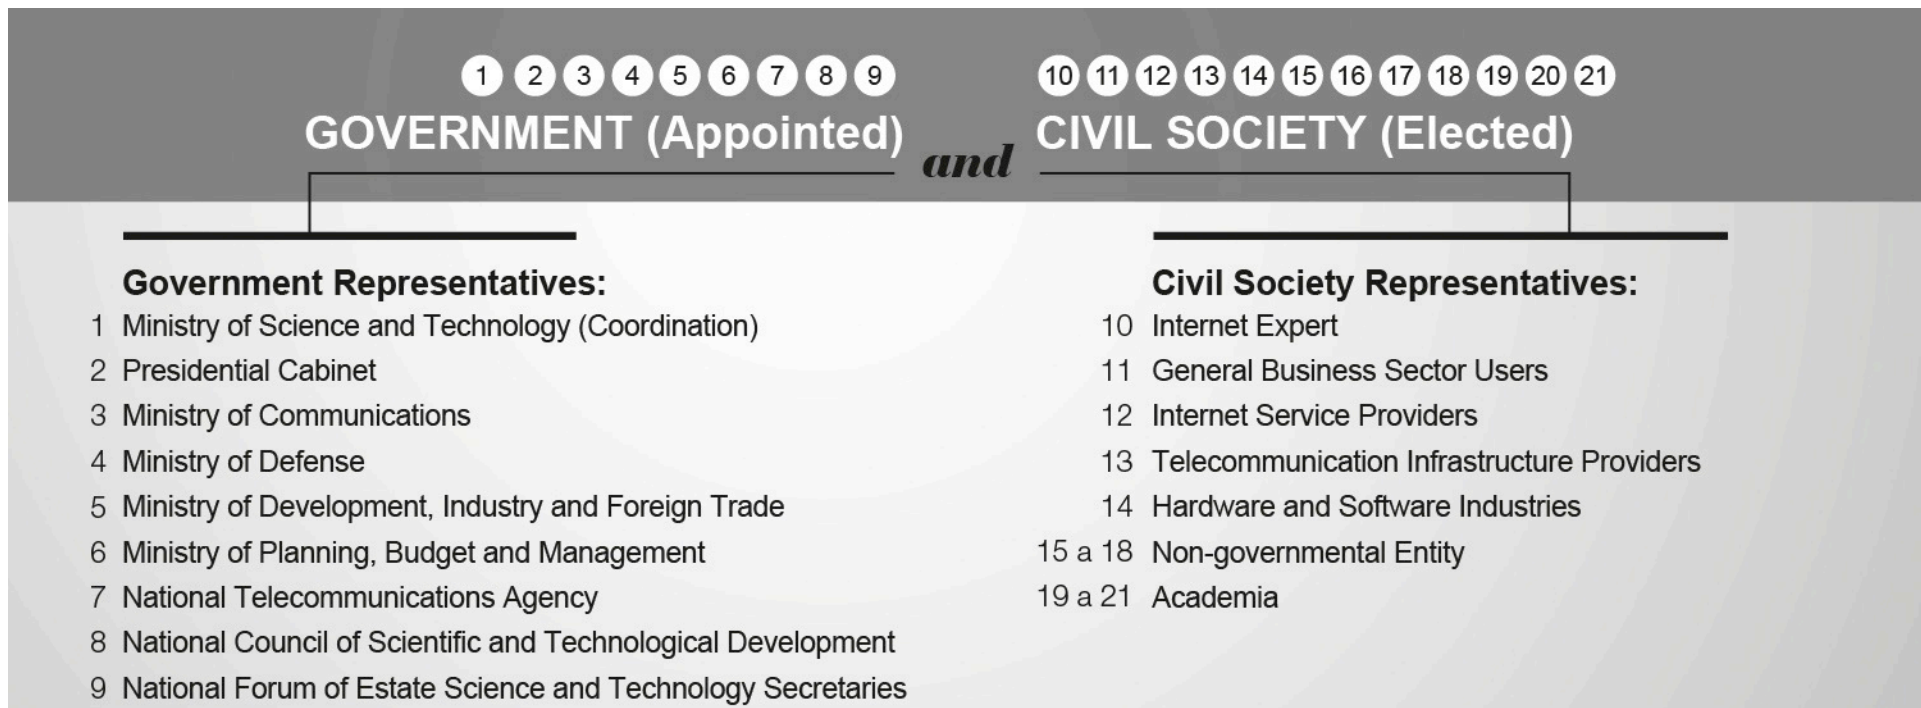 1 2 3 4 5 6 7 8 9
GOVERNMENT (Appointed)
and
10 11 12 13 14 15 16 17 18 19 20 21
CIVIL SOCIETY (Elected)
Government Representatives:
1 Ministry of Science and Technology (Coordination)
2 Presidential Cabinet
3 Ministry of Communications
4 Ministry of Defense
5 Ministry of Development, Industry and Foreign Trade
6 Ministry of Planning, Budget and Management
7 National Telecommunications Agency
8 National Council of Scientific and Technological Development
9 National Forum of Estate Science and Technology Secretaries
Civil Society Representatives:
10 Internet Expert
11 General Business Sector Users
12 Internet Service Providers
13 Telecommunication Infrastructure Providers
14 Hardware and Software Industries
15 a 18 Non-governmental Entity
19 a 21 Academia